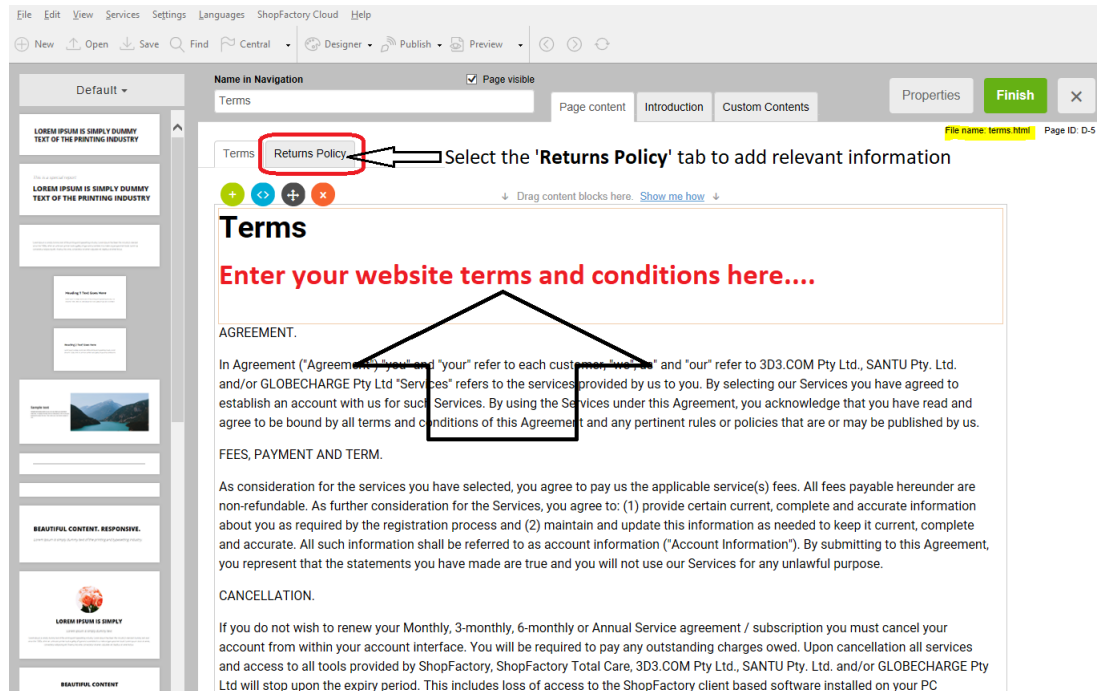 File Edit View Services Settings Languages ShopFactory Cloud Help
New Open Save Find Central Designer Publish Preview
Default
Name in Navigation
Page visible
Terms
Page content Introduction Custom Contents
Properties Finish
File name: terms.html Page ID: D-5
LOREM IPSUM IS SIMPLY DUMMY
TEXT OF THE PRINTING INDUSTRY
This is a special report
LOREM IPSUM IS SIMPLY DUMMY
TEXT OF THE PRINTING INDUSTRY
Heading 1 Text Goes Here
Sample text
BEAUTIFUL CONTENT. RESPONSIVE.
LOREM IPSUM IS SIMPLY
BEAUTIFUL CONTENT
Terms Returns Policy
Select the 'Returns Policy' tab to add relevant information
Drag content blocks here. Show me how
Terms
Enter your website terms and conditions here....
AGREEMENT.
In Agreement ("Agreement") "you" and "your" refer to each customer, "we", us" and "our" refer to 3D3.COM Pty Ltd., SANTU Pty. Ltd.
and/or GLOBECHARGE Pty Ltd "Services" refers to the services provided by us to you. By selecting our Services you have agreed to
establish an account with us for such Services. By using the Services under this Agreement, you acknowledge that you have read and
agree to be bound by all terms and conditions of this Agreement and any pertinent rules or policies that are or may be published by us.
FEES, PAYMENT AND TERM.
As consideration for the services you have selected, you agree to pay us the applicable service(s) fees. All fees payable hereunder are
non-refundable. As further consideration for the Services, you agree to: (1) provide certain current, complete and accurate information
about you as required by the registration process and (2) maintain and update this information as needed to keep it current, complete
and accurate. All such information shall be referred to as account information ("Account Information"). By submitting to this Agreement,
you represent that the statements you have made are true and you will not use our Services for any unlawful purpose.
CANCELLATION.
If you do not wish to renew your Monthly, 3-monthly, 6-monthly or Annual Service agreement / subscription you must cancel your
account from within your account interface. You will be required to pay any outstanding charges owed. Upon cancellation all services
and access to all tools provided by ShopFactory, ShopFactory Total Care, 3D3.COM Pty Ltd., SANTU Pty. Ltd. and/or GLOBECHARGE Pty
Ltd will stop upon the expiry period. This includes loss of access to the ShopFactory client based software installed on your PC